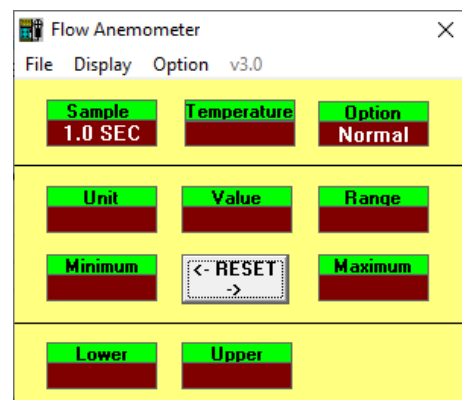 Flow Anemometer
File Display Option v3.0
Sample Temperature Option
1.0 SEC Normal
Unit Value Range
Minimum <- RESET -> Maximum
Lower Upper